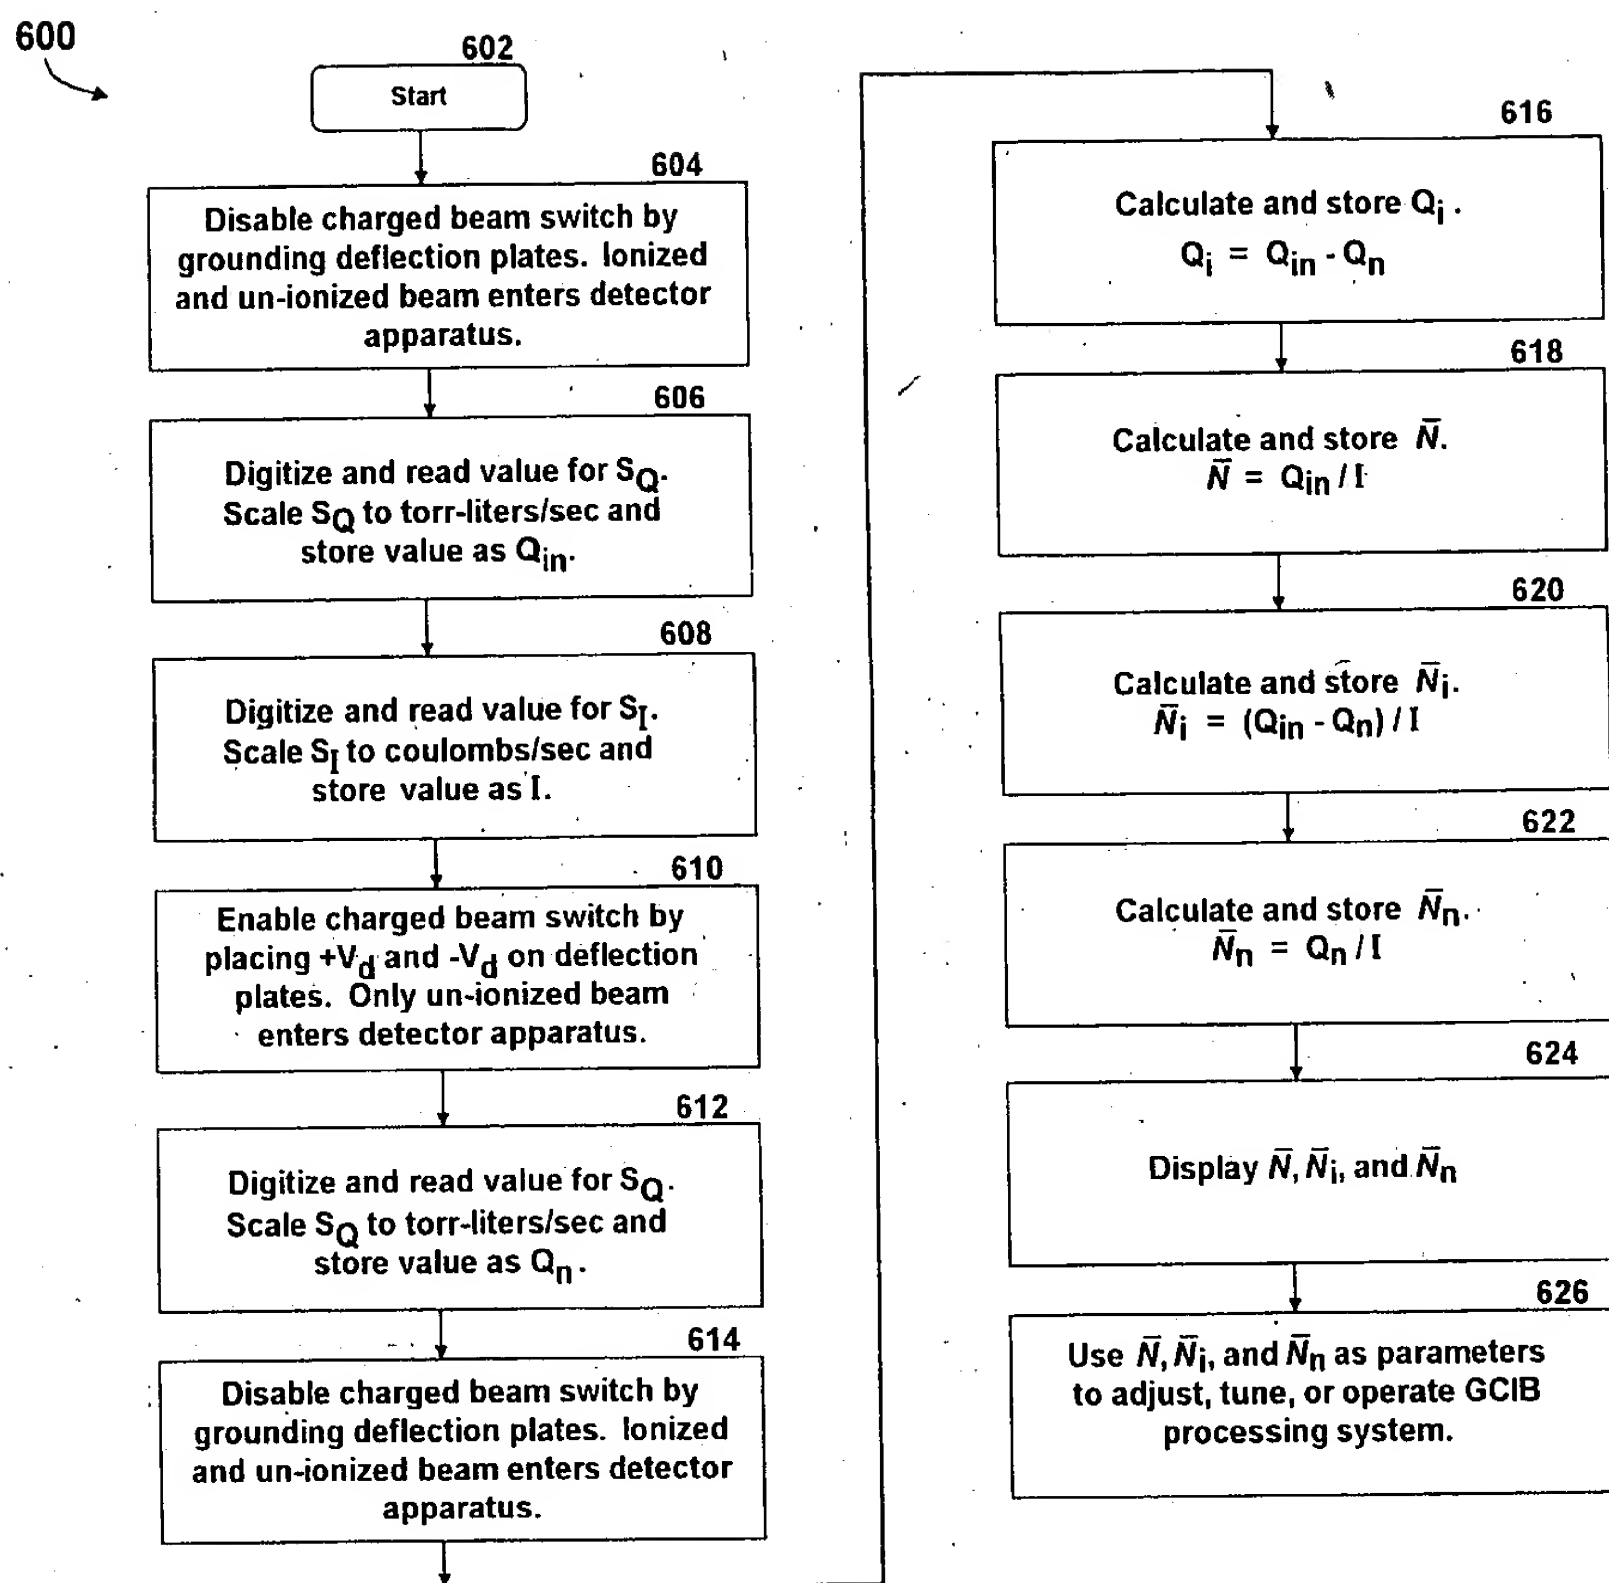 600
602
Start
604
Disable charged beam switch by
grounding deflection plates. Ionized
and un-ionized beam enters detector
apparatus.
606
Digitize and read value for SQ.
Scale SQ to torr-liters/sec and
store value as Qin.
608
Digitize and read value for SI.
Scale SI to coulombs/sec and
store value as I.
610
Enable charged beam switch by
placing +Vd and -Vd on deflection
plates. Only un-ionized beam
enters detector apparatus.
612
Digitize and read value for SQ.
Scale SQ to torr-liters/sec and
store value as Qn.
614
Disable charged beam switch by
grounding deflection plates. Ionized
and un-ionized beam enters detector
apparatus.
616
Calculate and store Qi.
Qi = Qin - Qn
618
Calculate and store N̄.
N̄ = Qin / I
620
Calculate and store N̄i.
N̄i = (Qin - Qn) / I
622
Calculate and store N̄n.
N̄n = Qn / I
624
Display N̄, N̄i, and N̄n
626
Use N̄, N̄i, and N̄n as parameters
to adjust, tune, or operate GCIB
processing system.